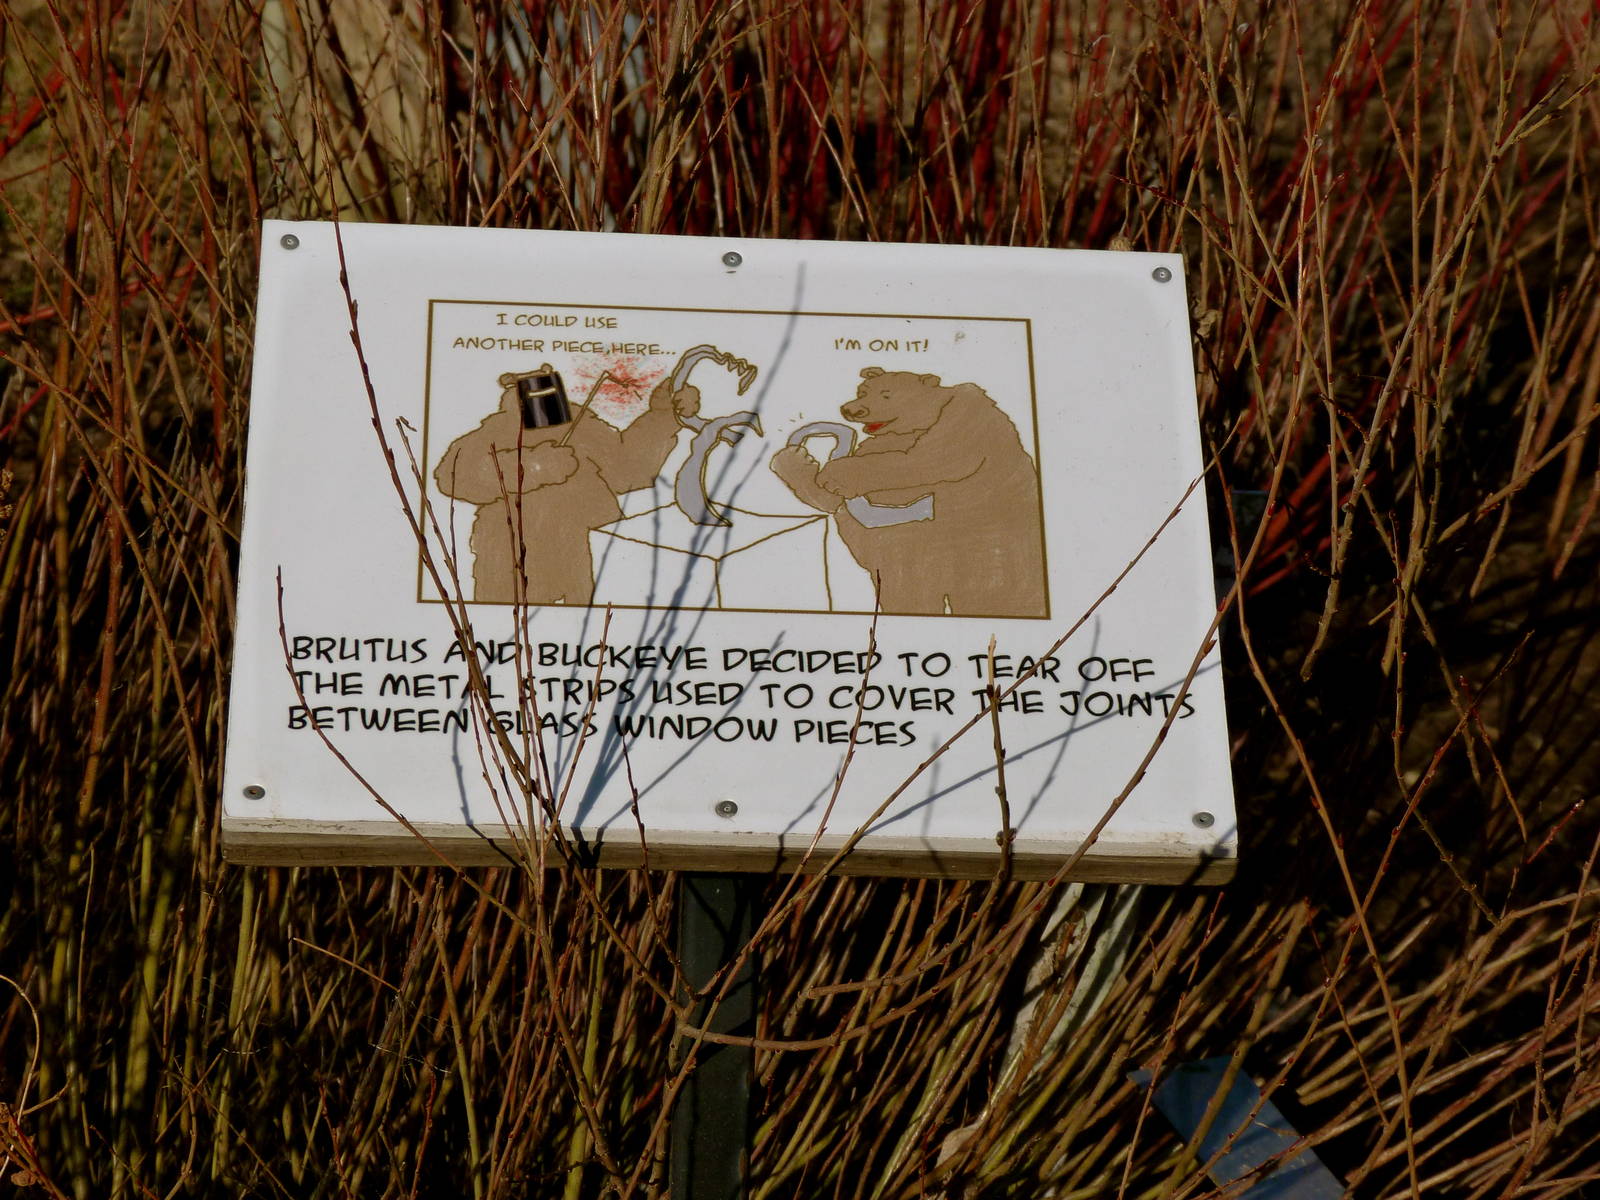 I COULD USE
ANOTHER PIECE HERE...
I'M ON IT!
BRUTUS AND BUCKEYE DECIDED TO TEAR OFF
THE METAL STRIPS USED TO COVER THE JOINTS
BETWEEN GLASS WINDOW PIECES